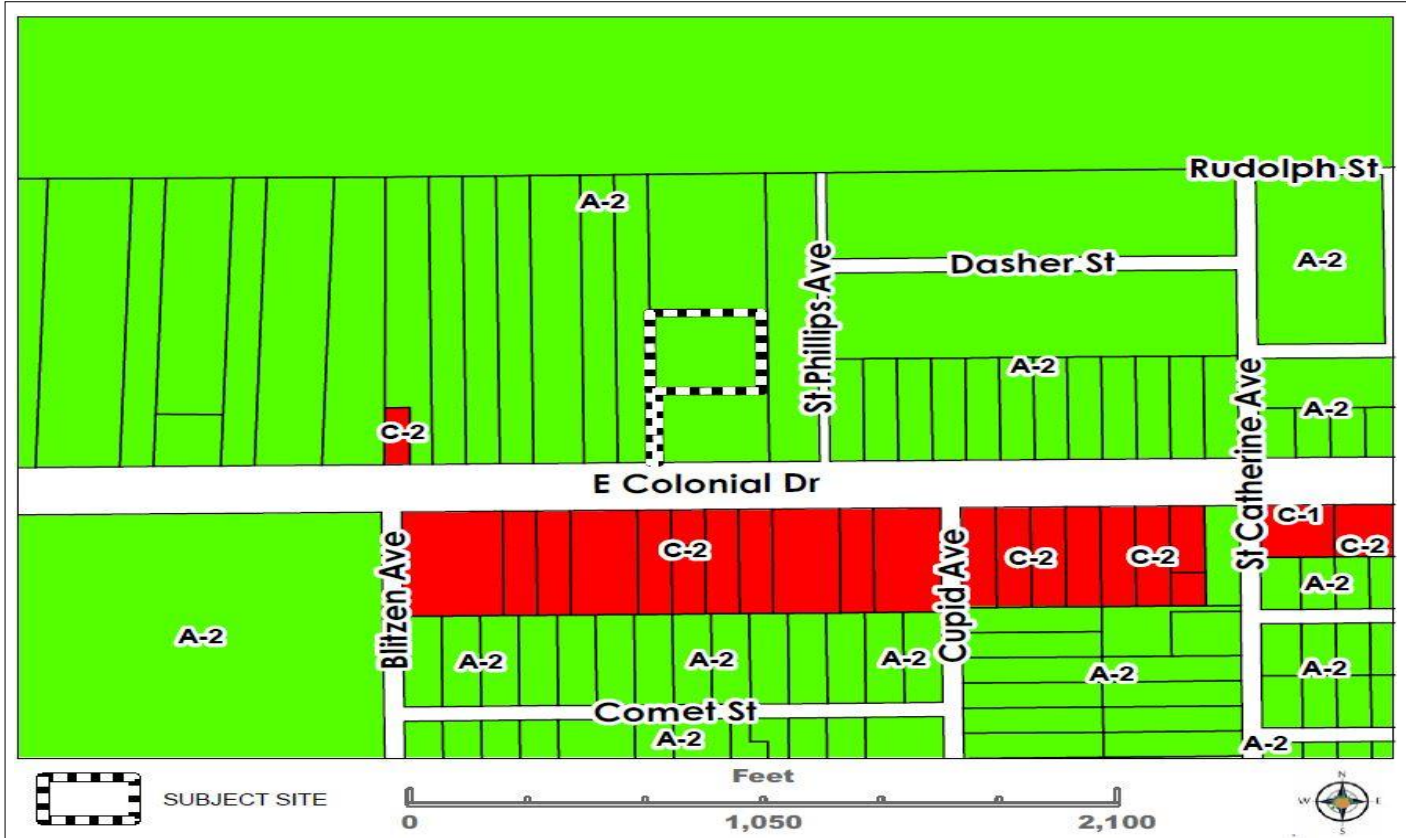 Rudolph St
A-2
Dasher St
A-2
St Phillips Ave
A-2
A-2
C-2
St Catherine Ave
E Colonial Dr
C-1
C-2
C-2
C-2
C-2
Blitzen Ave
Cupid Ave
A-2
A-2
A-2
A-2
A-2
A-2
A-2
Comet St
A-2
A-2
Feet
SUBJECT SITE
0
1,050
2,100
N
W
E
S